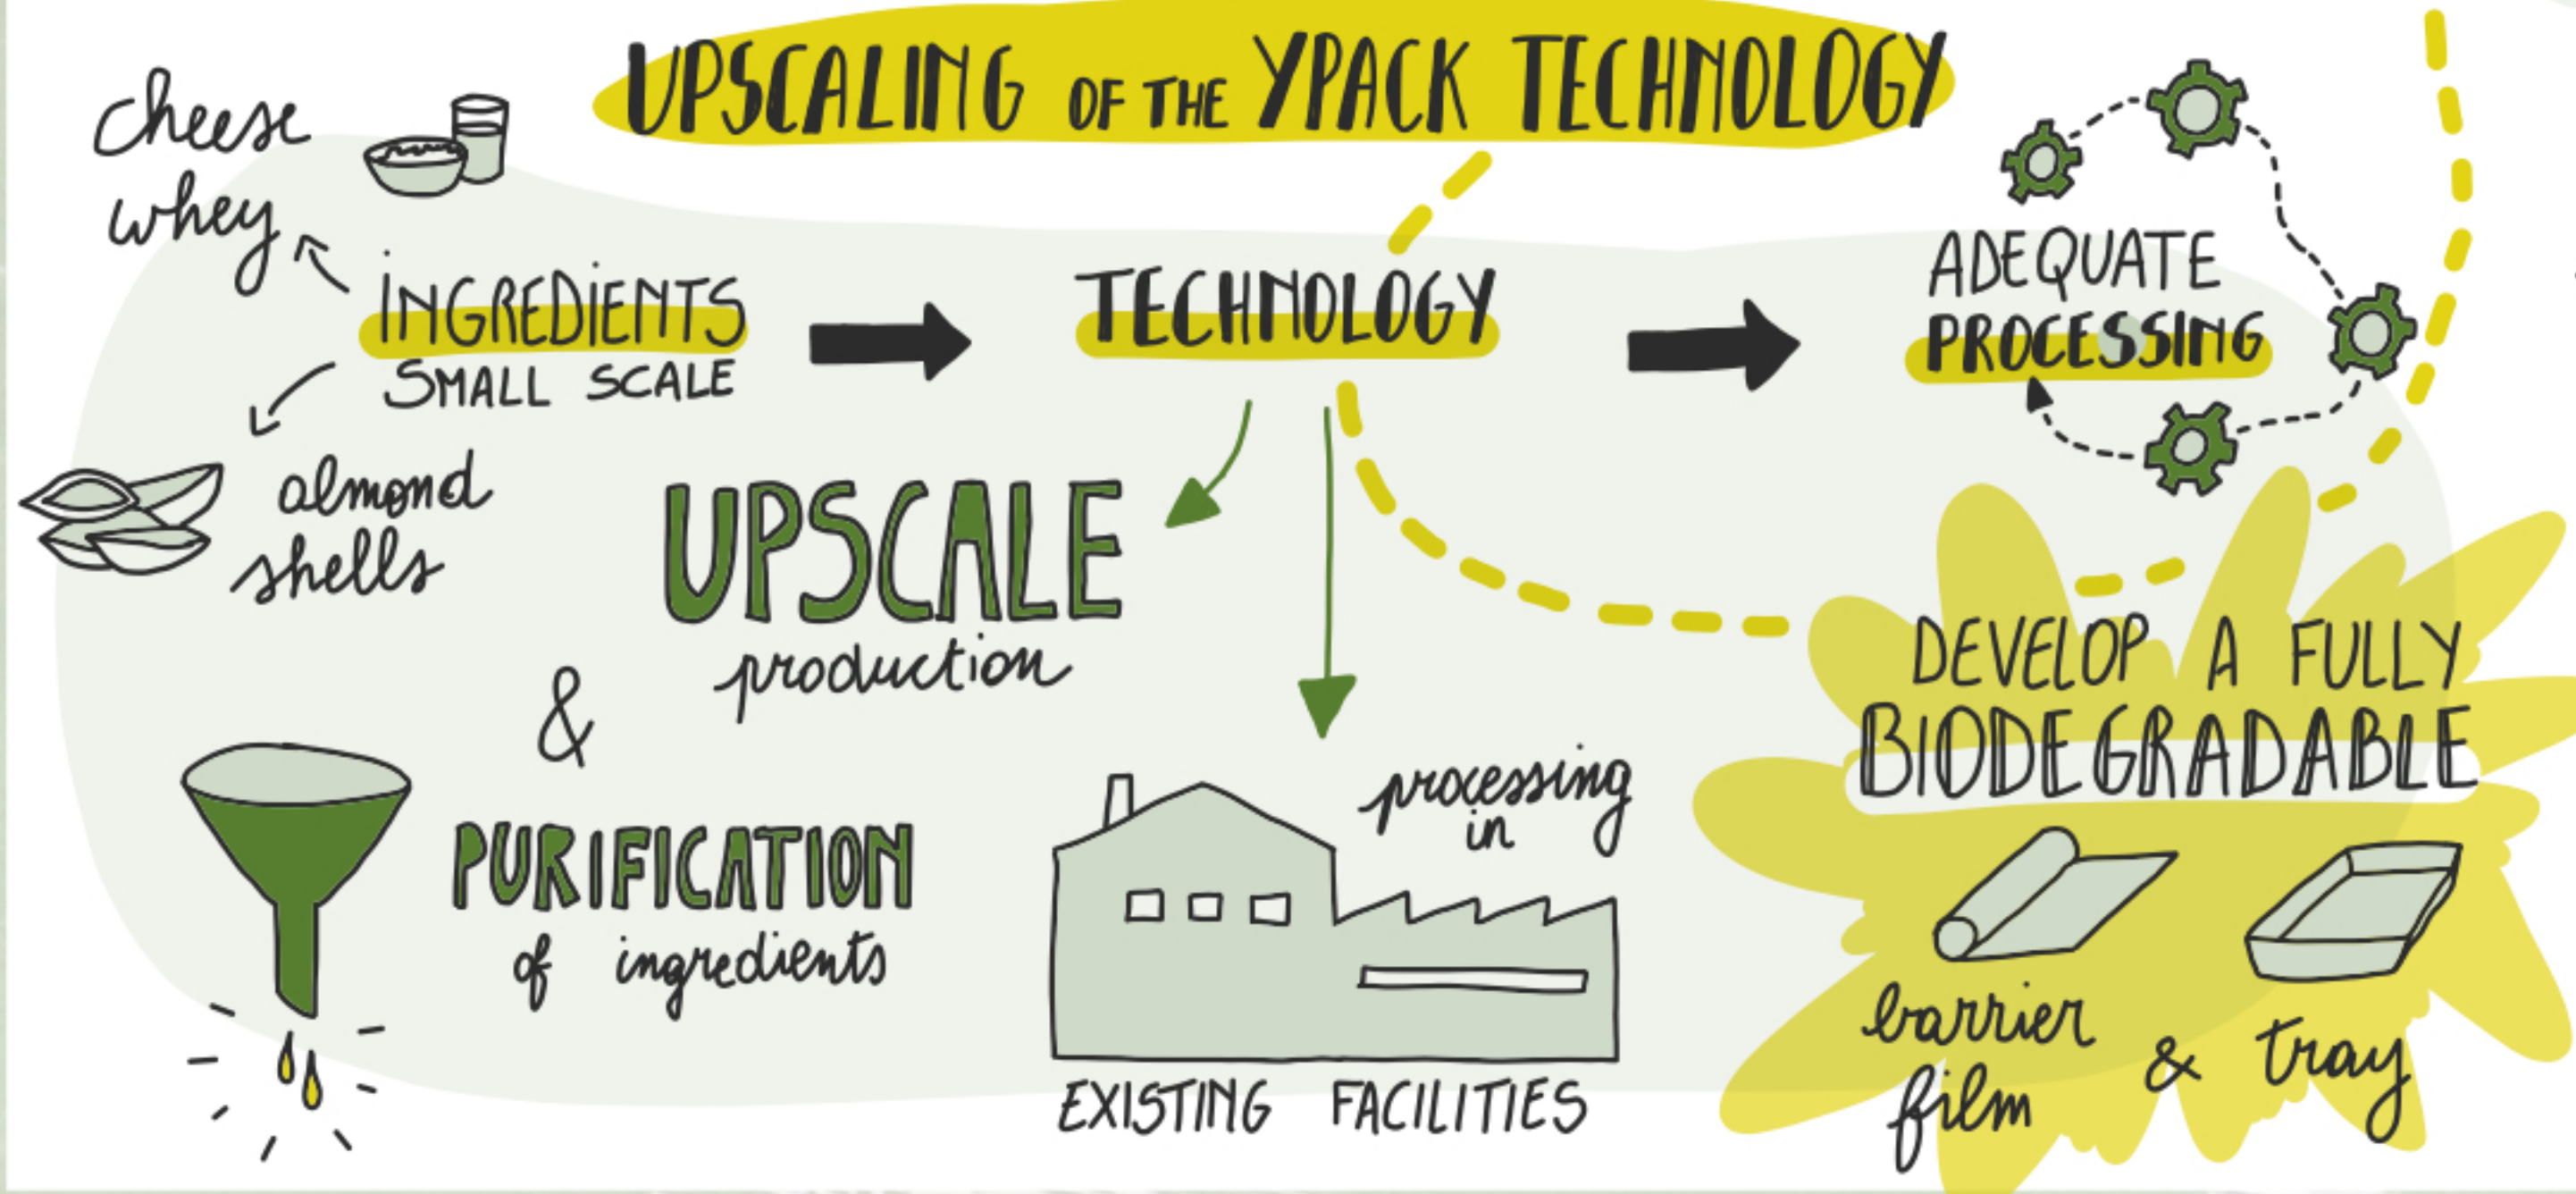 UPSCALING OF THE YPACK TECHNOLOGY
cheese
whey
INGREDIENTS
SMALL SCALE
almond
shells
TECHNOLOGY
ADEQUATE
PROCESSING
UPSCALE
production
&
PURIFICATION
of ingredients
processing
in
EXISTING FACILITIES
DEVELOP A FULLY
BIODEGRADABLE
barrier
film
&
tray